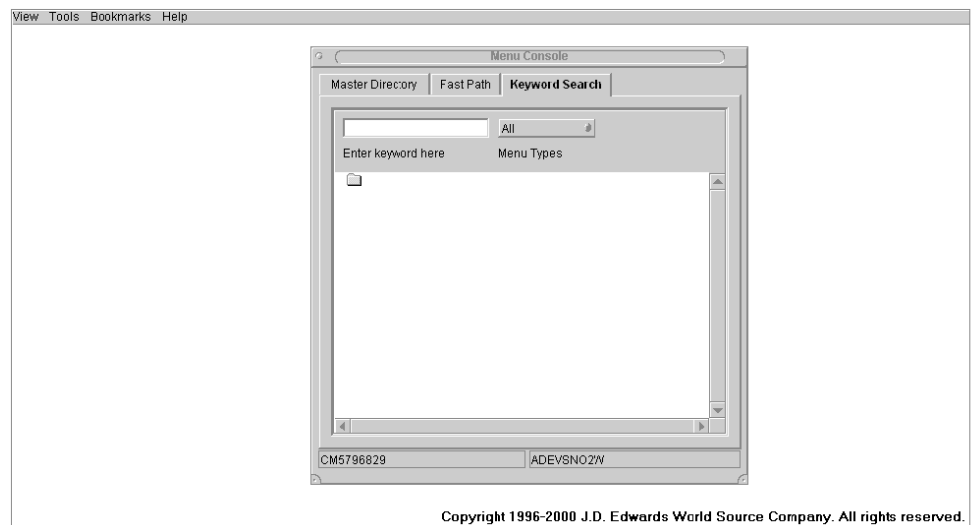 View Tools Bookmarks Help
Menu Console
Master Directory Fast Path Keyword Search
All
Enter keyword here Menu Types
CM5796829 ADEVSNO2W
Copyright 1996-2000 J.D. Edwards World Source Company. All rights reserved.